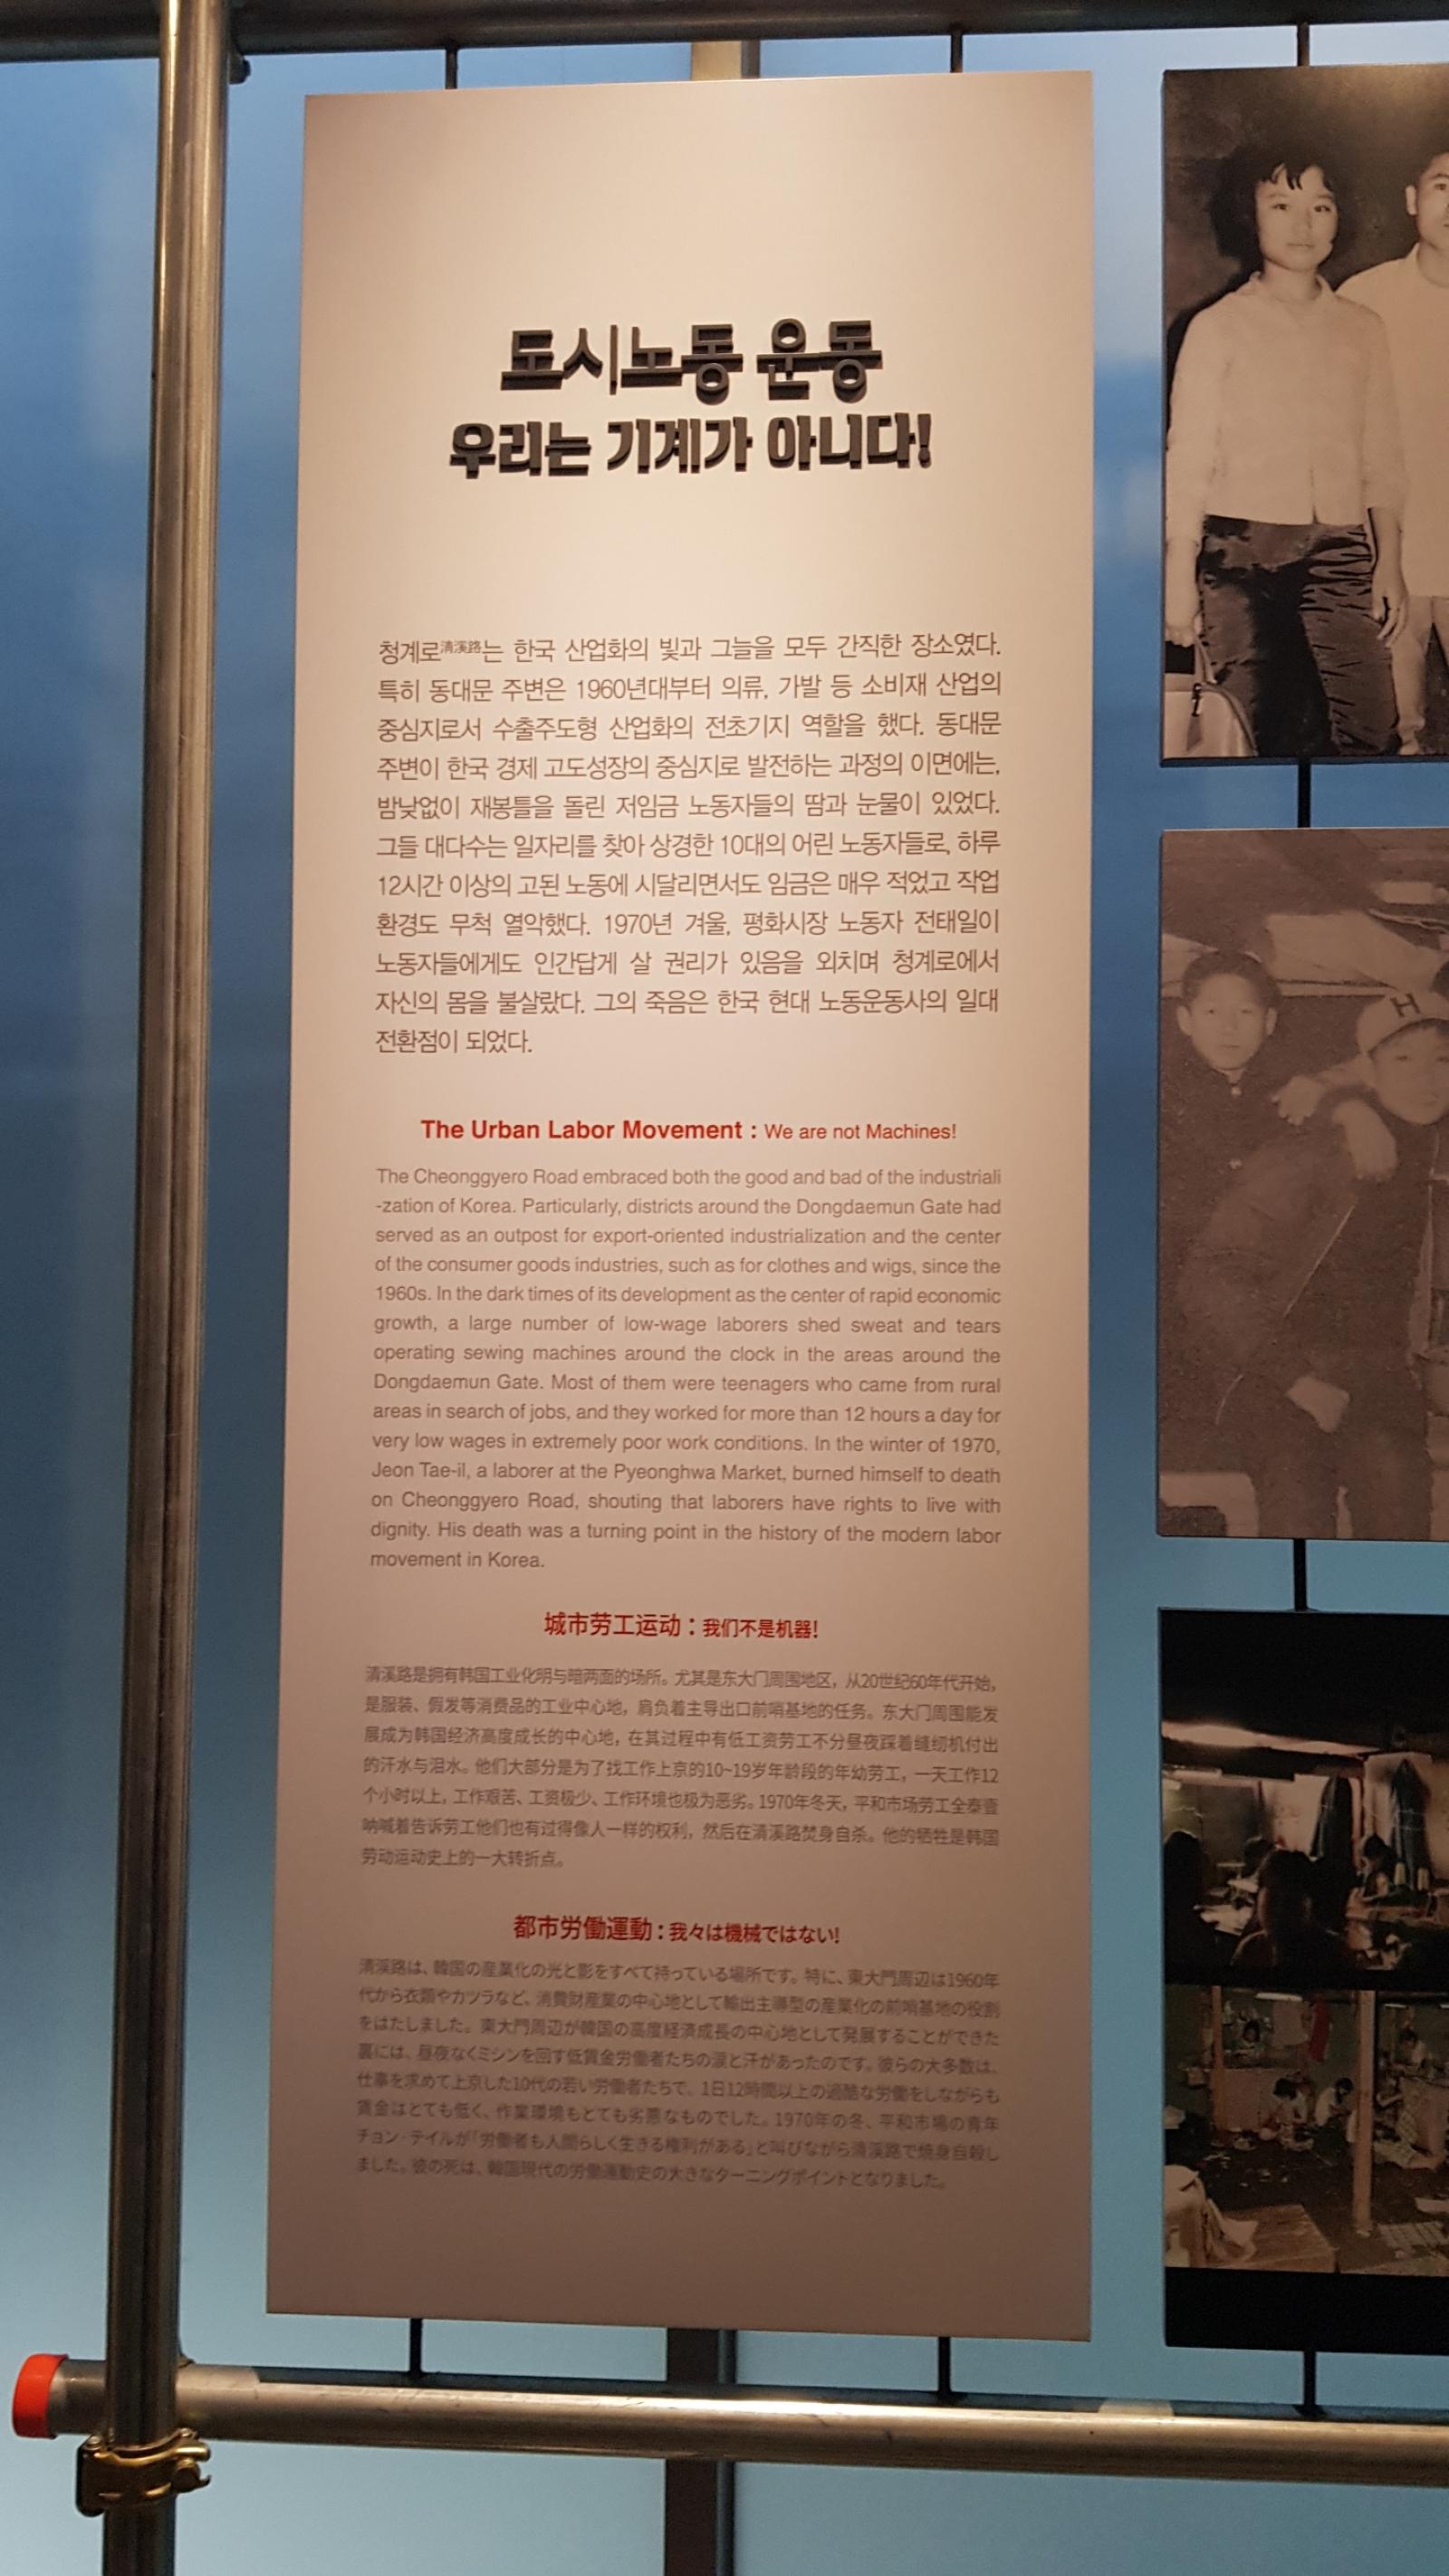 도시노동 운동
우리는 기계가 아니다!
청계로淸溪路는 한국 산업화의 빛과 그늘을 모두 간직한 장소였다.
특히 동대문 주변은 1960년대부터 의류, 가발 등 소비재 산업의
중심지로서 수출주도형 산업화의 전초기지 역할을 했다. 동대문
주변이 한국 경제 고도성장의 중심지로 발전하는 과정의 이면에는,
밤낮없이 재봉틀을 돌린 저임금 노동자들의 땀과 눈물이 있었다.
그들 대다수는 일자리를 찾아 상경한 10대의 어린 노동자들로, 하루
12시간 이상의 고된 노동에 시달리면서도 임금은 매우 적었고 작업
환경도 무척 열악했다. 1970년 겨울, 평화시장 노동자 전태일이
노동자들에게도 인간답게 살 권리가 있음을 외치며 청계로에서
자신의 몸을 불살랐다. 그의 죽음은 한국 현대 노동운동사의 일대
전환점이 되었다.
The Urban Labor Movement : We are not Machines!
The Cheonggyero Road embraced both the good and bad of the industriali
-zation of Korea. Particularly, districts around the Dongdaemun Gate had
served as an outpost for export-oriented industrialization and the center
of the consumer goods industries, such as for clothes and wigs, since the
1960s. In the dark times of its development as the center of rapid economic
growth, a large number of low-wage laborers shed sweat and tears
operating sewing machines around the clock in the areas around the
Dongdaemun Gate. Most of them were teenagers who came from rural
areas in search of jobs, and they worked for more than 12 hours a day for
very low wages in extremely poor work conditions. In the winter of 1970,
Jeon Tae-il, a laborer at the Pyeonghwa Market, burned himself to death
on Cheonggyero Road, shouting that laborers have rights to live with
dignity. His death was a turning point in the history of the modern labor
movement in Korea.
城市劳工运动：我们不是机器!
清溪路是拥有韩国工业化明与暗两面的场所。尤其是东大门周围地区，从20世纪60年代开始，
是服装、假发等消费品的工业中心地，肩负着主导出口前哨基地的任务。东大门周围能发
展成为韩国经济高度成长的中心地，在其过程中有低工资劳工不分昼夜踩着缝纫机付出
的汗水与泪水。他们大部分是为了找工作上京的10~19岁年龄段的年幼劳工，一天工作12
个小时以上，工作艰苦、工资极少、工作环境也极为恶劣。1970年冬天，平和市场劳工全泰壹
呐喊着告诉劳工他们也有过得像人一样的权利，然后在清溪路焚身自杀。他的牺牲是韩国
劳动运动史上的一大转折点。
都市労働運動 : 我々は機械ではない!
清渓路は、韓国の産業化の光と影をすべて持っている場所です。特に、東大門周辺は1960年
代から衣類やカツラなど、消費財産業の中心地として輸出主導型の産業化の前哨基地の役割
をはたしました。東大門周辺が韓国の高度経済成長の中心地として発展することができた
裏には、昼夜なくミシンを回す低賃金労働者たちの涙と汗があったのです。彼らの大多数は、
仕事を求めて上京した10代の若い労働者たちで、1日12時間以上の過酷な労働をしながらも
賃金はとても低く、作業環境もとても劣悪なものでした。1970年の冬、平和市場の青年
チョン・テイルが「労働者も人間らしく生きる権利がある」と叫びながら清渓路で焼身自殺し
ました。彼の死は、韓国現代の労働運動史の大きなターニングポイントとなりました。
H